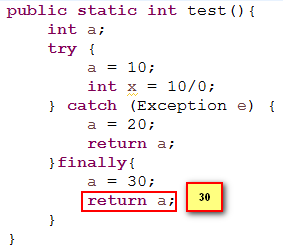 public static int test(){
    int a;
    try {
        a = 10;
        int x = 10/0;
    } catch (Exception e) {
        a = 20;
        return a;
    }finally{
        a = 30;
        return a; 30
    }
}